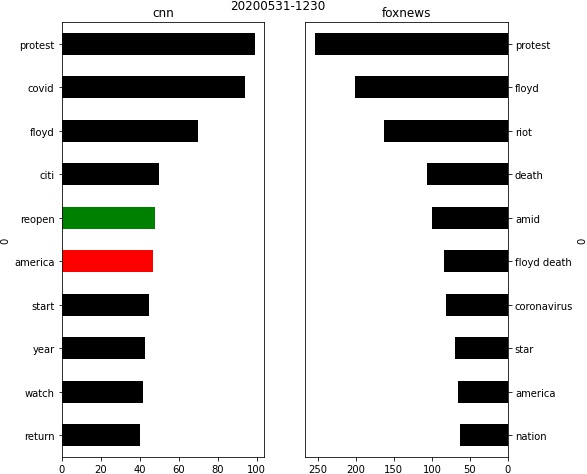 20200531-1230
cnn
foxnews
protest
covid
floyd
citi
reopen
america
start
year
watch
return
0
0 20 40 60 80 100
protest
floyd
riot
death
amid
floyd death
coronavirus
star
america
nation
0
250 200 150 100 50 0